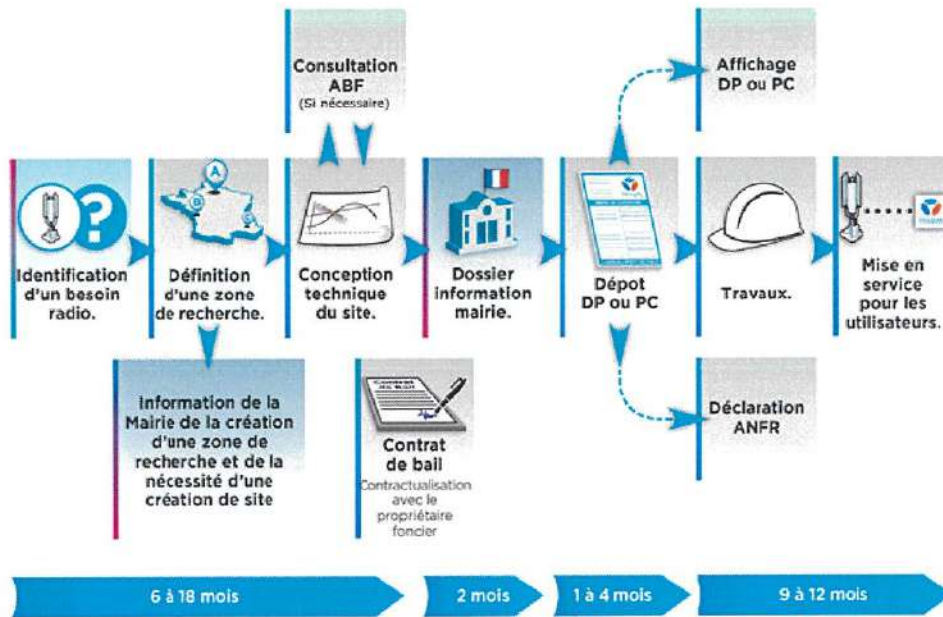 Consultation
ABF
(Si nécessaire)
Affichage
DP ou PC
A
Identification
d'un besoin
radio.
Définition
d'une zone
de recherche.
Conception
technique
du site.
Dossier
information
mairie.
Dépot
DP ou PC
Travaux.
Mise en
service
pour les
utilisateurs.
Information de la
Mairie de la création
d'une zone de
recherche et de la
nécessité d'une
création de site
Contrat
de bail
Contractualisation
avec le
propriétaire
foncier
Déclaration
ANFR
6 à 18 mois
2 mois
1 à 4 mois
9 à 12 mois